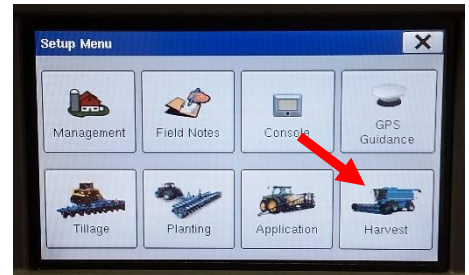 Setup Menu
X
Management
Field Notes
Console
GPS
Guidance
Tillage
Planting
Application
Harvest